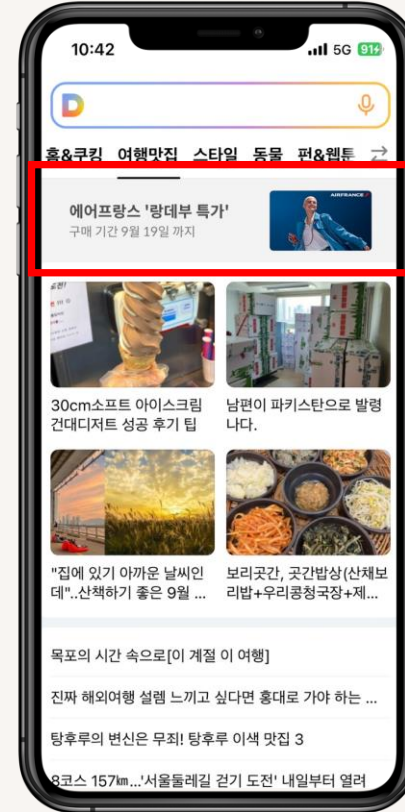 10:42
5G 91
D
홈&쿠킹 여행맛집 스타일 동물 펀&웹툰
에어프랑스 '랑데부 특가'
구매 기간 9월 19일 까지
AIRFRANCE
30cm소프트 아이스크림
건대디저트 성공 후기 팁
남편이 파키스탄으로 발령
나다.
"집에 있기 아까운 날씨인
데"..산책하기 좋은 9월 ...
보리곳간, 곳간밥상(산채보
리밥+우리콩청국장+제...
목포의 시간 속으로[이 계절 이 여행]
진짜 해외여행 설렘 느끼고 싶다면 홍대로 가야 하는 ...
탕후루의 변신은 무죄! 탕후루 이색 맛집 3
8코스 157㎞...'서울둘레길 걷기 도전' 내일부터 열려